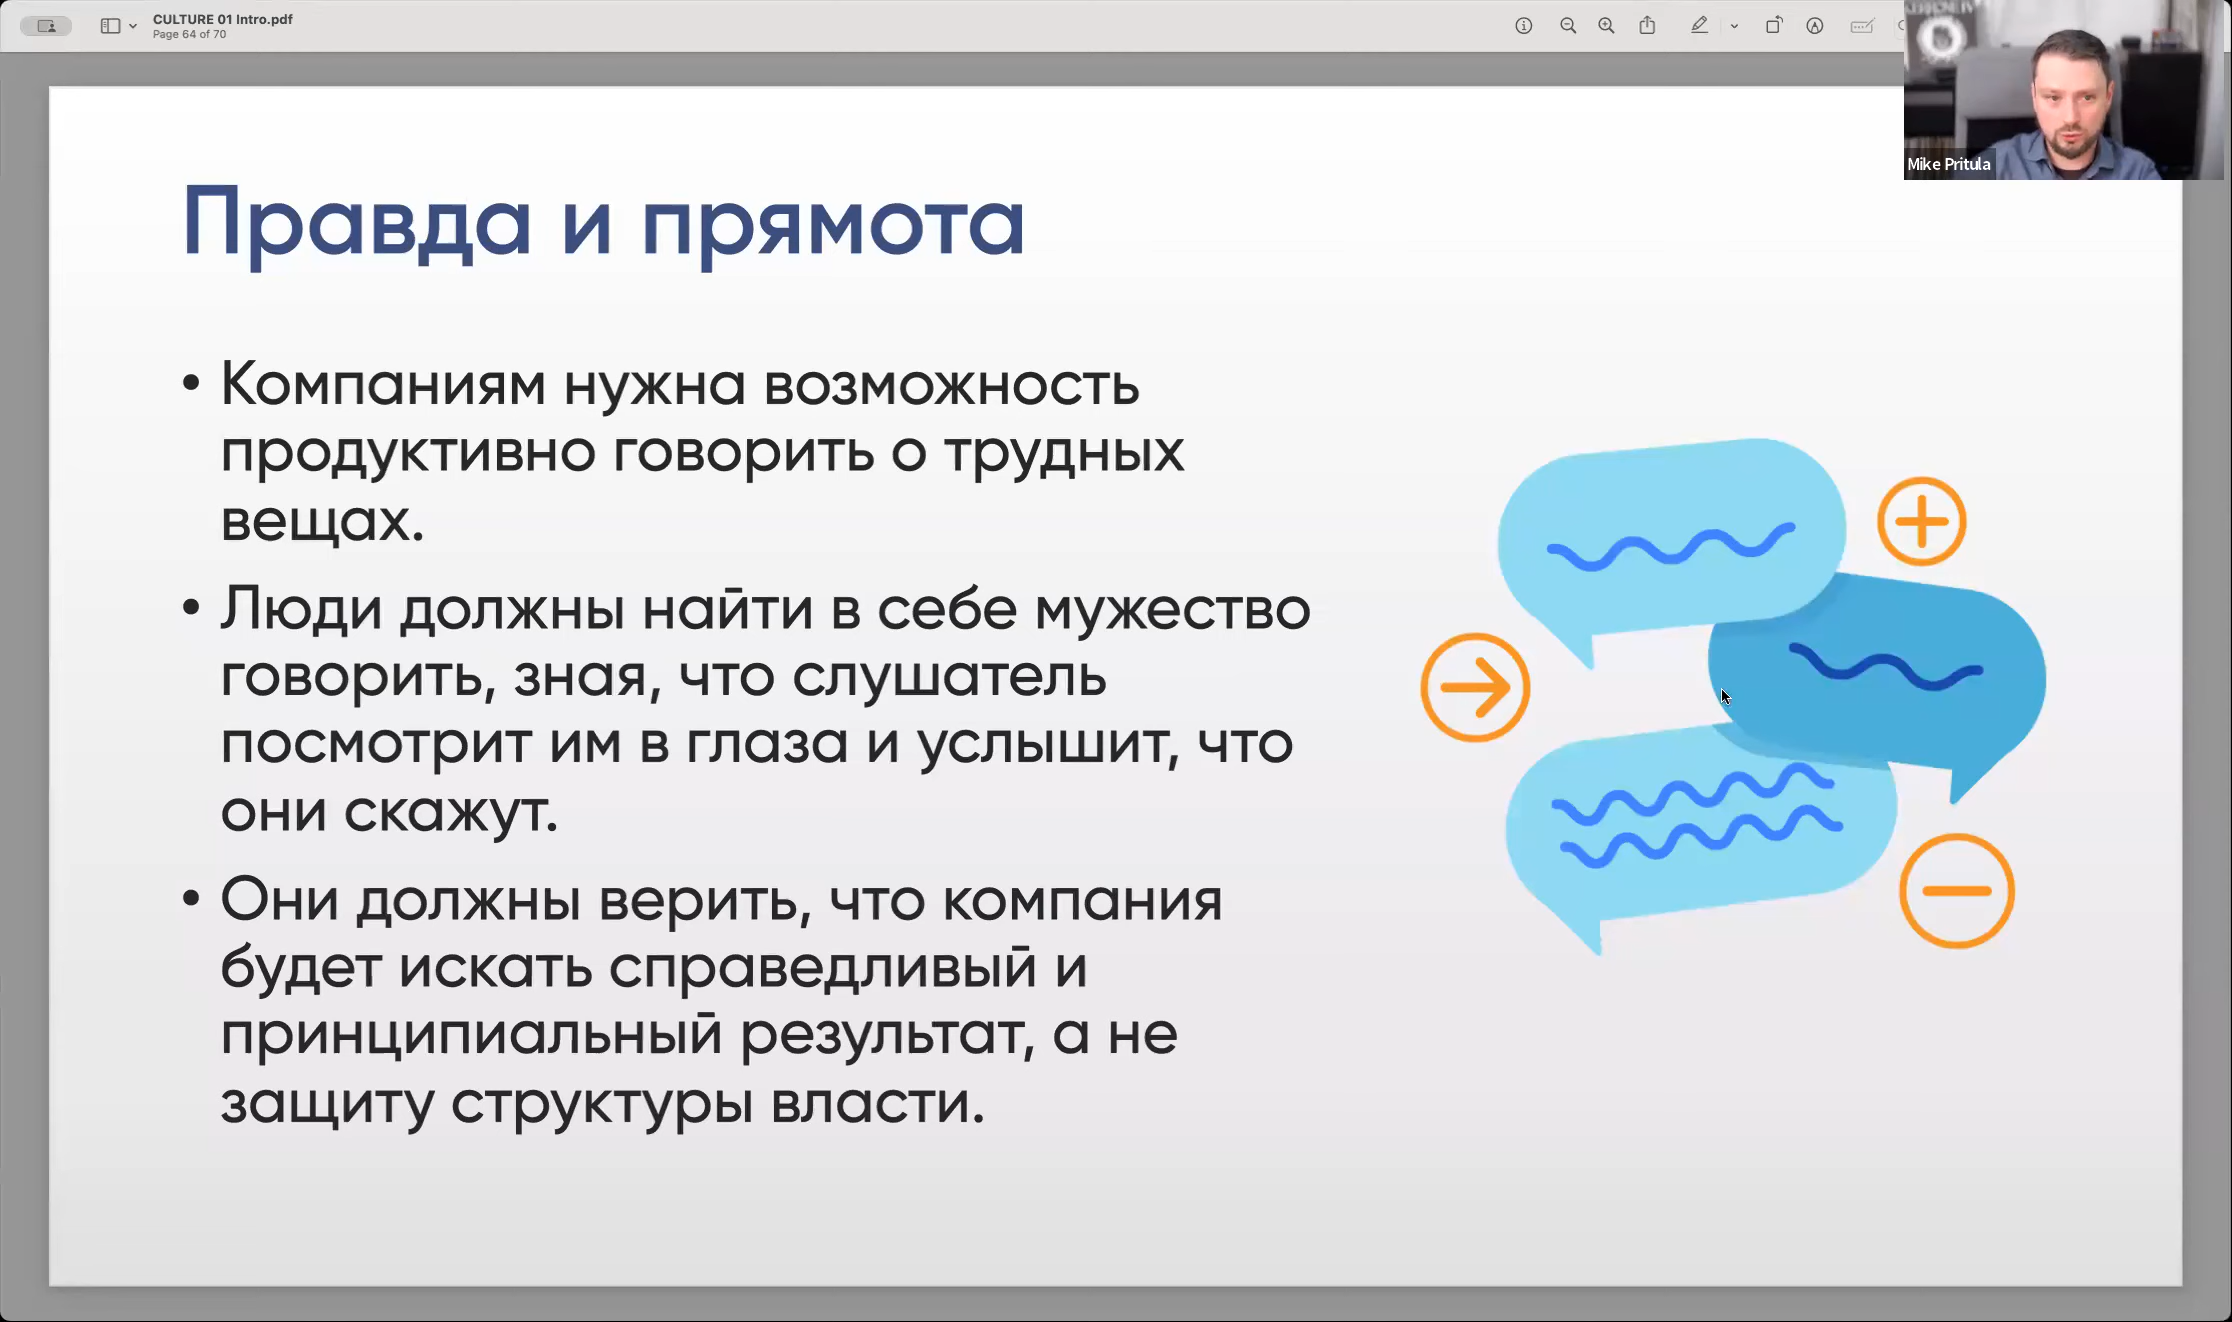 CULTURE 01 Intro.pdf
Page 64 of 70
Mike Pritula
Правда и прямота
• Компаниям нужна возможность
продуктивно говорить о трудных
вещах.
• Люди должны найти в себе мужество
говорить, зная, что слушатель
посмотрит им в глаза и услышит, что
они скажут.
• Они должны верить, что компания
будет искать справедливый и
принципиальный результат, а не
защиту структуры власти.